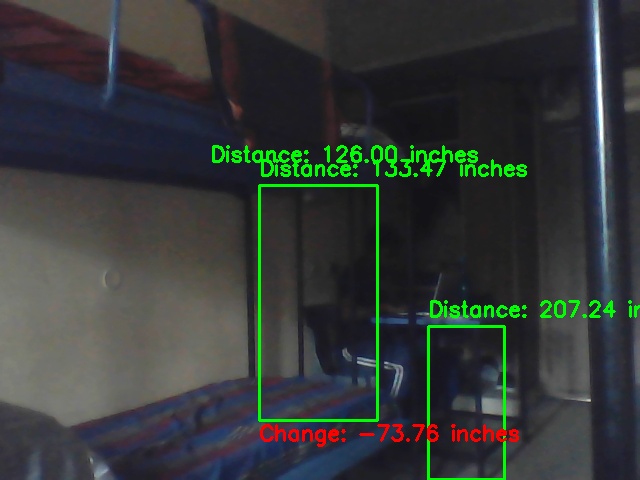 Distance: 126.00 inches
Distance: 133.47 inches
Distance: 207.24 in
Change: -73.76 inches